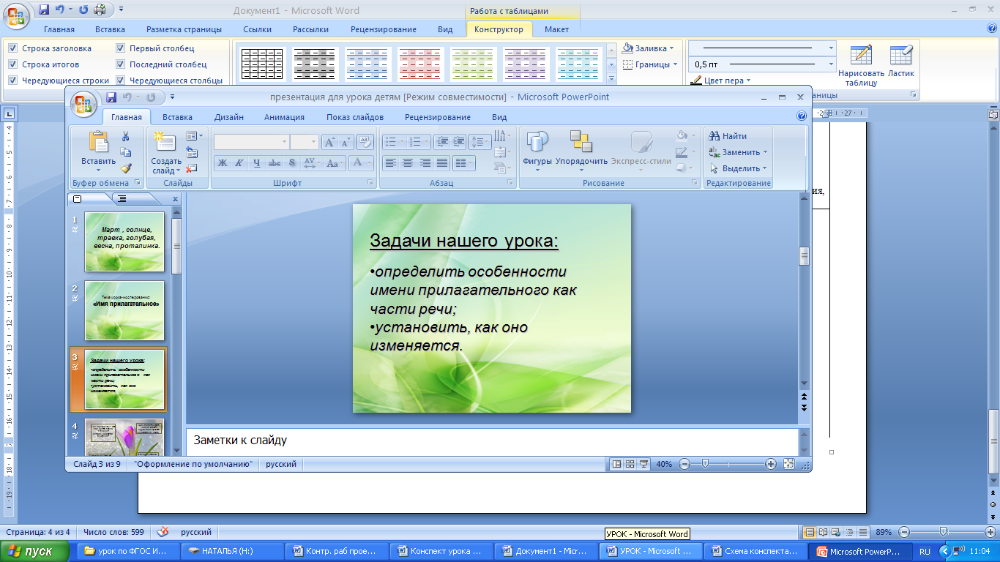 Документ1 - Microsoft Word
Работа с таблицами
Главная Вставка Разметка страницы Ссылки Рассылки Рецензирование Вид Конструктор Макет
Строка заголовка Первый столбец
Строка итогов Последний столбец
Чередующиеся строки Чередующиеся столбцы
Заливка
Границы
0,5 пт
Цвет пера
Нарисовать таблицу
Ластик
аницы
презентация для урока детям [Режим совместимости] - Microsoft PowerPoint
Главная Вставка Дизайн Анимация Показ слайдов Рецензирование Вид
Вставить
Буфер обмена
Создать слайд
Слайды
Ж К Ч abc S AV Aa A
Шрифт
Абзац
Фигуры Упорядочить Экспресс-стили
Рисование
Найти
Заменить
Выделить
Редактирование
ия,
1
Март , солнце,
травка, голубая,
весна, проталинка.
2
Тема урока-исследования:
«Имя прилагательное»
3
Задачи нашего урока:
•определить особенности
имени прилагательного как
части речи;
•установить, как оно
изменяется.
4
Задачи нашего урока:
•определить особенности
имени прилагательного как
части речи;
•установить, как оно
изменяется.
Заметки к слайду
Слайд 3 из 9 "Оформление по умолчанию" русский 40%
Страница: 4 из 4 Число слов: 599 русский 89%
УРОК - Microsoft Word
пуск урок по ФГОС И... НАТАЛЬЯ (H:) Контр. раб прое... Конспект урока ... Документ1 - Micr... УРОК - Microsoft ... Схема конспекта... Microsoft PowerP... RU 11:04